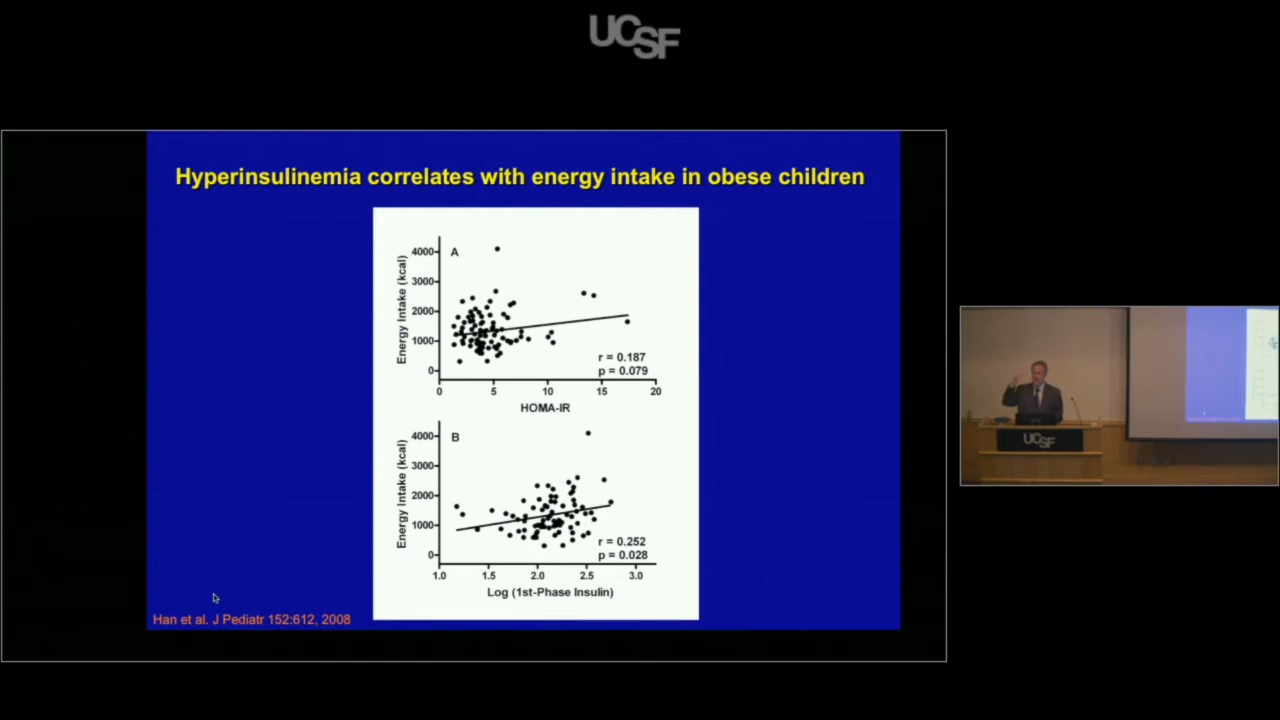 UCSF
Hyperinsulinemia correlates with energy intake in obese children
A
Energy Intake (kcal)
4000
3000
2000
1000
0
r = 0.187
p = 0.079
0 5 10 15 20
HOMA-IR
B
Energy Intake (kcal)
4000
3000
2000
1000
0
r = 0.252
p = 0.028
1.0 1.5 2.0 2.5 3.0
Log (1st-Phase Insulin)
Han et al. J Pediatr 152:612, 2008
UCSF